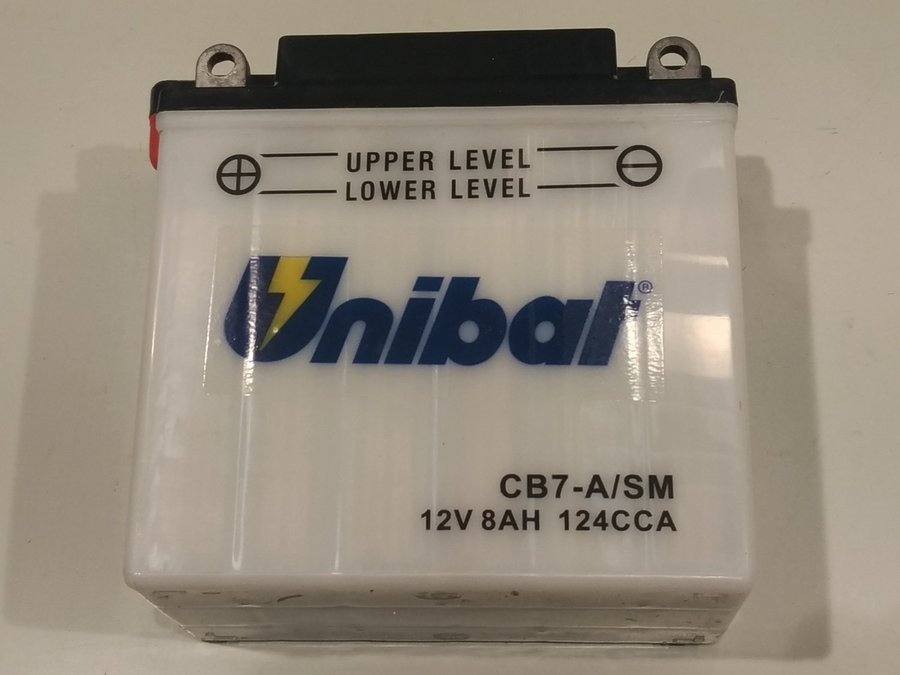 UPPER LEVEL
LOWER LEVEL
Unibat®
CB7-A/SM
12V 8AH 124CCA